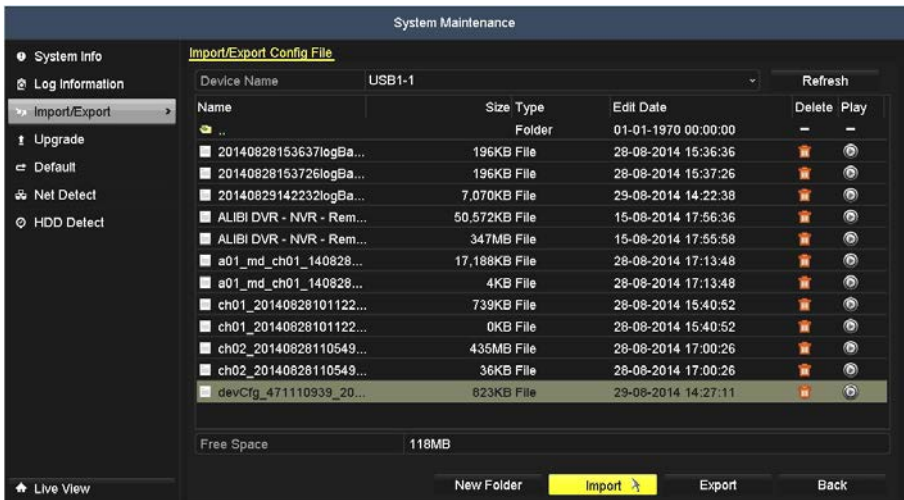 System Maintenance
System Info
Log Information
Import/Export
Upgrade
Default
Net Detect
HDD Detect
Live View
Import/Export Config File
Device Name USB1-1 Refresh
Name Size Type Edit Date Delete Play
.. Folder 01-01-1970 00:00:00 – –
20140828153637logBa... 196KB File 28-08-2014 15:36:36
20140828153726logBa... 196KB File 28-08-2014 15:37:26
20140829142232logBa... 7,070KB File 29-08-2014 14:22:38
ALIBI DVR - NVR - Rem... 50,572KB File 15-08-2014 17:56:36
ALIBI DVR - NVR - Rem... 347MB File 15-08-2014 17:55:58
a01_md_ch01_140828... 17,188KB File 28-08-2014 17:13:48
a01_md_ch01_140828... 4KB File 28-08-2014 17:13:48
ch01_20140828101122... 739KB File 28-08-2014 15:40:52
ch01_20140828101122... 0KB File 28-08-2014 15:40:52
ch02_20140828110549... 435MB File 28-08-2014 17:00:26
ch02_20140828110549... 36KB File 28-08-2014 17:00:26
devCfg_471110939_20... 823KB File 29-08-2014 14:27:11
Free Space 118MB
New Folder Import Export Back